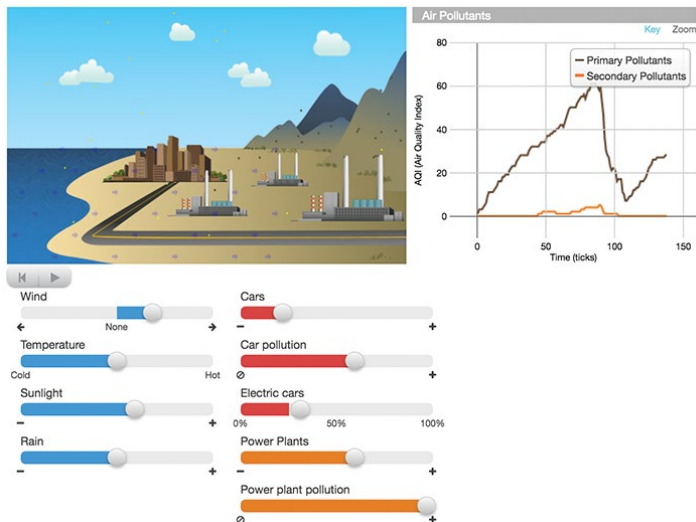 Air Pollutants
Key Zoom
80
60
40
20
0
AQI (Air Quality Index)
Primary Pollutants
Secondary Pollutants
0 50 100 150
Time (ticks)
Wind
None
Temperature
Cold Hot
Sunlight
- +
Rain
- +
Cars
- +
Car pollution
+
Electric cars
0% 50% 100%
Power Plants
- +
Power plant pollution
+